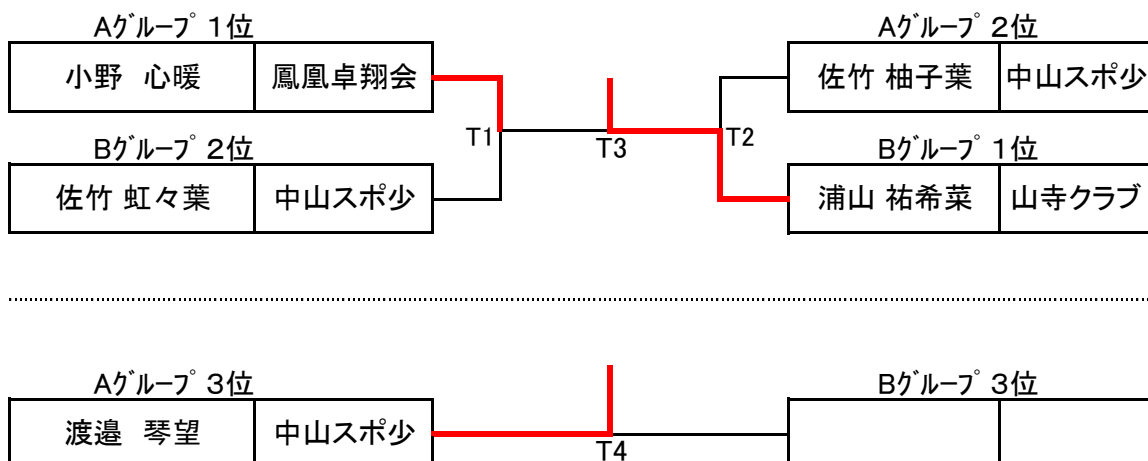 Aｸﾞﾙｰﾌﾟ 1位 Aｸﾞﾙｰﾌﾟ 2位
小野 心暖 鳳凰卓翔会 佐竹 柚子葉 中山スポ少
T1 T3 T2
Bｸﾞﾙｰﾌﾟ 2位 Bｸﾞﾙｰﾌﾟ 1位
佐竹 虹々葉 中山スポ少 浦山 祐希菜 山寺クラブ
Aｸﾞﾙｰﾌﾟ 3位 Bｸﾞﾙｰﾌﾟ 3位
渡邉 琴望 中山スポ少
T4